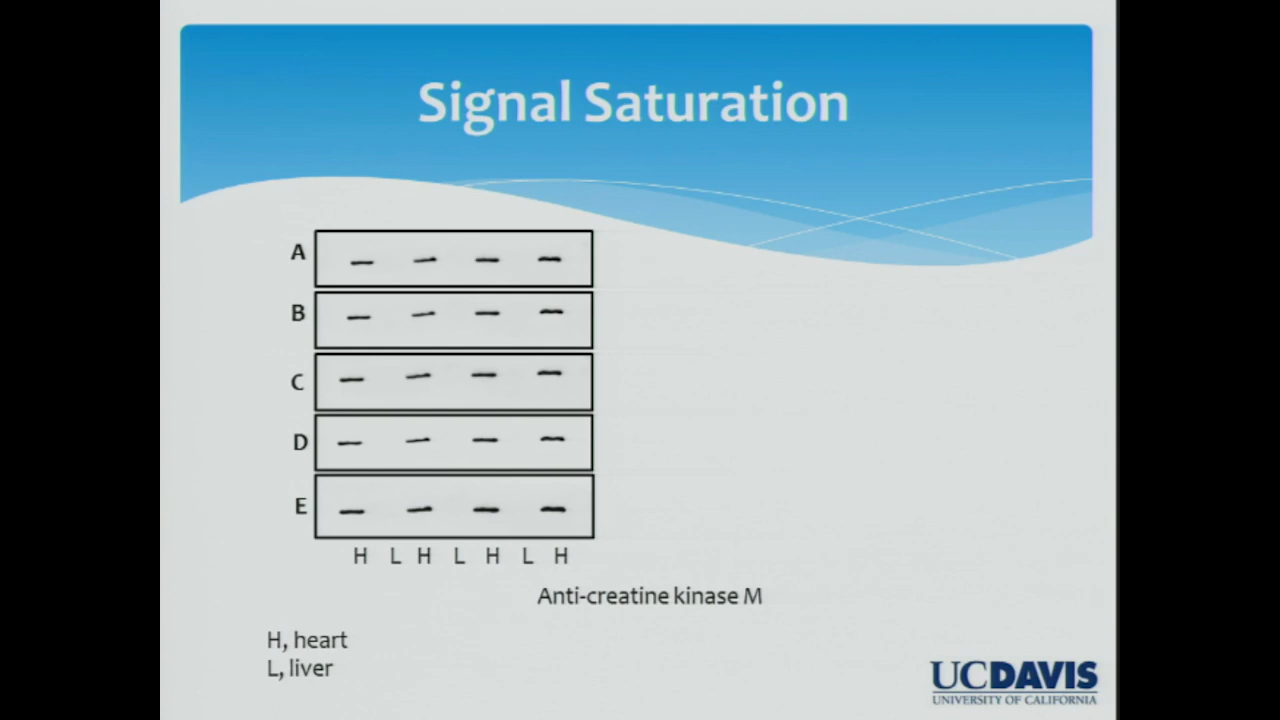 Signal Saturation
A
B
C
D
E
H L H L H L H
Anti-creatine kinase M
H, heart
L, liver
UCDAVIS
UNIVERSITY OF CALIFORNIA